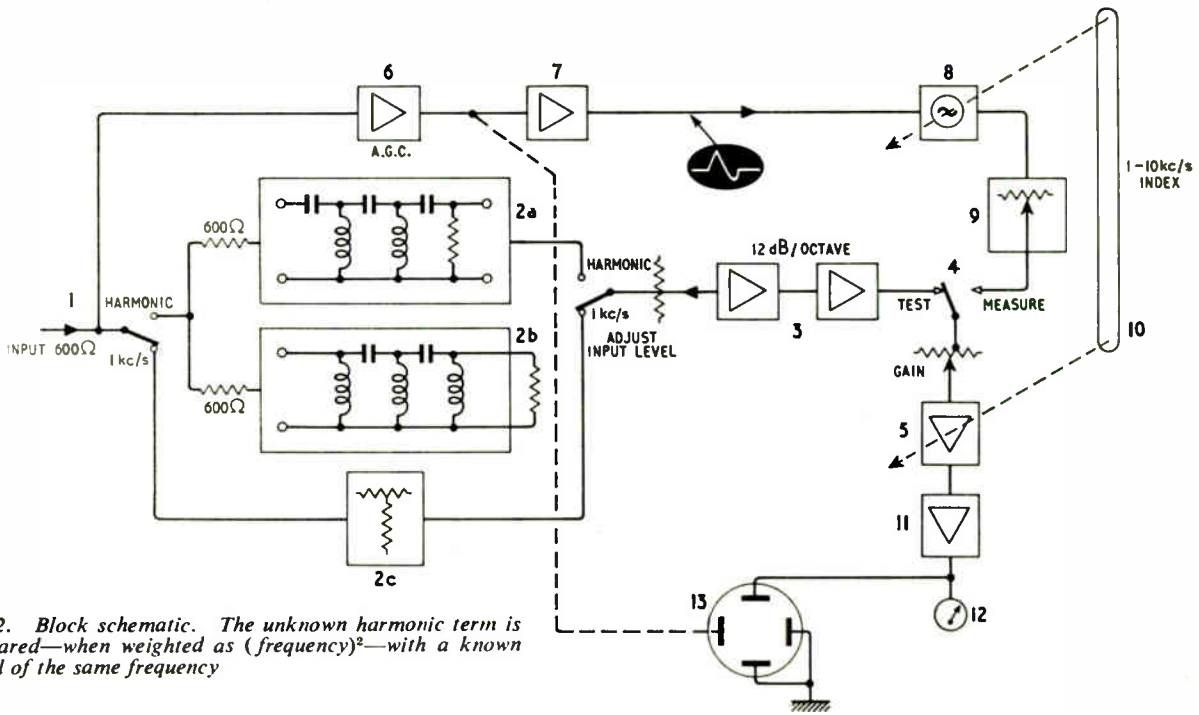 6
7
8
A.G.C.
1–10kc/s
INDEX
9
2a
600Ω
12 dB/OCTAVE
4
1
HARMONIC
HARMONIC
TEST
MEASURE
INPUT 600Ω
1kc/s
1kc/s
ADJUST
INPUT LEVEL
3
10
2b
GAIN
600Ω
5
11
2c
13
12
2. Block schematic. The unknown harmonic term is
ared—when weighted as (frequency)²—with a known
l of the same frequency